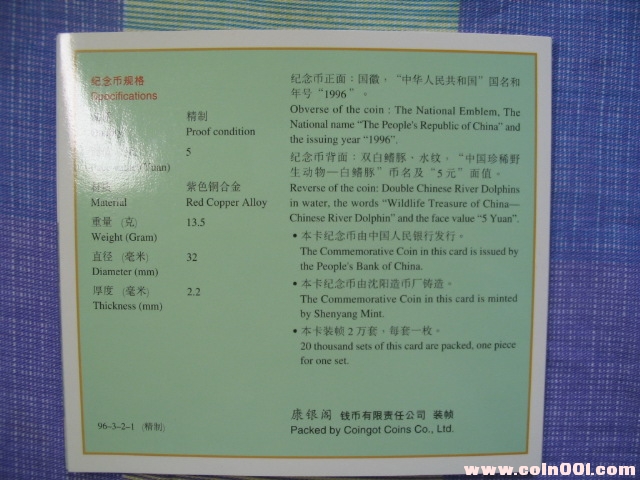 纪念币规格
Specifications
精制
Proof condition
5
(Yuan)
材质 紫色铜合金
Material Red Copper Alloy
重量 (克) 13.5
Weight (Gram)
直径 (毫米) 32
Diameter (mm)
厚度 (毫米) 2.2
Thickness (mm)
96-3-2-1 (精制)
纪念币正面：国徽，“中华人民共和国”国名和
年号“1996”。
Obverse of the coin : The National Emblem, The
National name “The People's Republic of China” and
the issuing year “1996”.
纪念币背面：双白鳍豚、水纹，“中国珍稀野
生动物—白鳍豚”币名及“5元”面值。
Reverse of the coin: Double Chinese River Dolphins
in water, the words “Wildlife Treasure of China—
Chinese River Dolphin” and the face value “5 Yuan”.
• 本卡纪念币由中国人民银行发行。
The Commemorative Coin in this card is issued by
the People's Bank of China.
• 本卡纪念币由沈阳造币厂铸造。
The Commemorative Coin in this card is minted
by Shenyang Mint.
• 本卡装帧2万套，每套一枚。
20 thousand sets of this card are packed, one piece
for one set.
康银阁 钱币有限责任公司 装帧
Packed by Coingot Coins Co., Ltd.
www.coin001.com